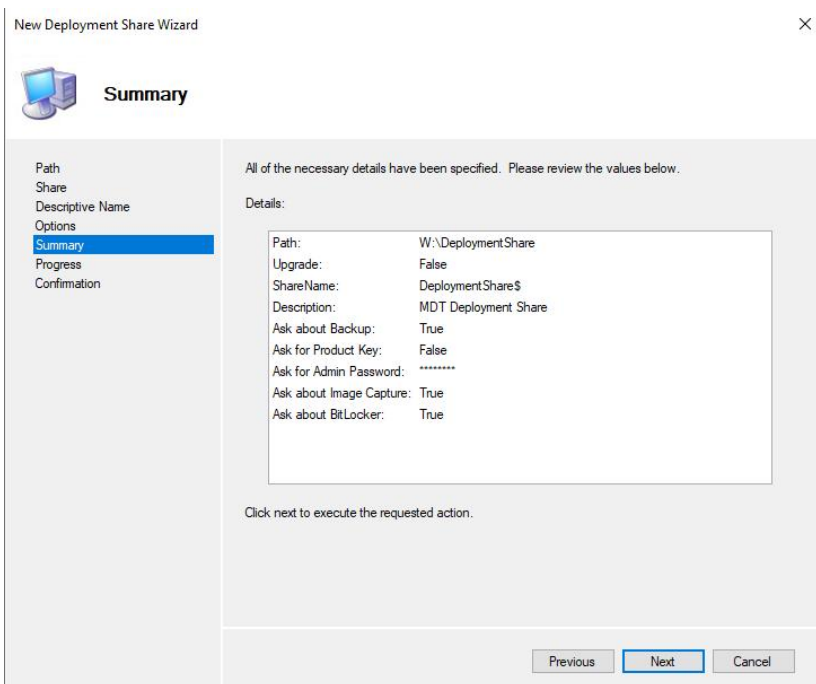 New Deployment Share Wizard
Summary
Path
Share
Descriptive Name
Options
Summary
Progress
Confirmation
All of the necessary details have been specified. Please review the values below.
Details:
Path: W:\DeploymentShare
Upgrade: False
ShareName: DeploymentShare$
Description: MDT Deployment Share
Ask about Backup: True
Ask for Product Key: False
Ask for Admin Password: ********
Ask about Image Capture: True
Ask about BitLocker: True
Click next to execute the requested action.
Previous Next Cancel